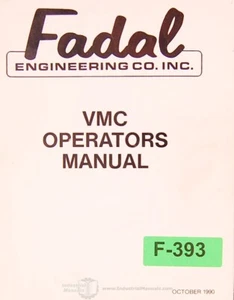 Fadal
ENGINEERING CO. INC.
VMC
OPERATORS
MANUAL
F-393
OCTOBER 1990